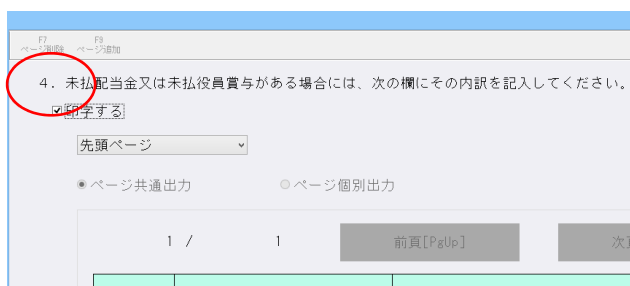 F7 F9
ページ削除 ページ追加
4. 未払配当金又は未払役員賞与がある場合には、次の欄にその内訳を記入してください。
印字する
先頭ページ
ページ共通出力 ページ個別出力
1 / 1 前頁[PgUp] 次